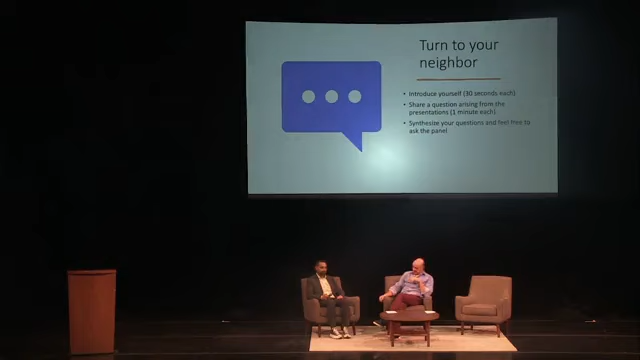 Turn to your
neighbor
Introduce yourself (30 seconds each)
Share a question arising from the
presentations (1 minute each)
Synthesize your questions and feel free to
ask the panel